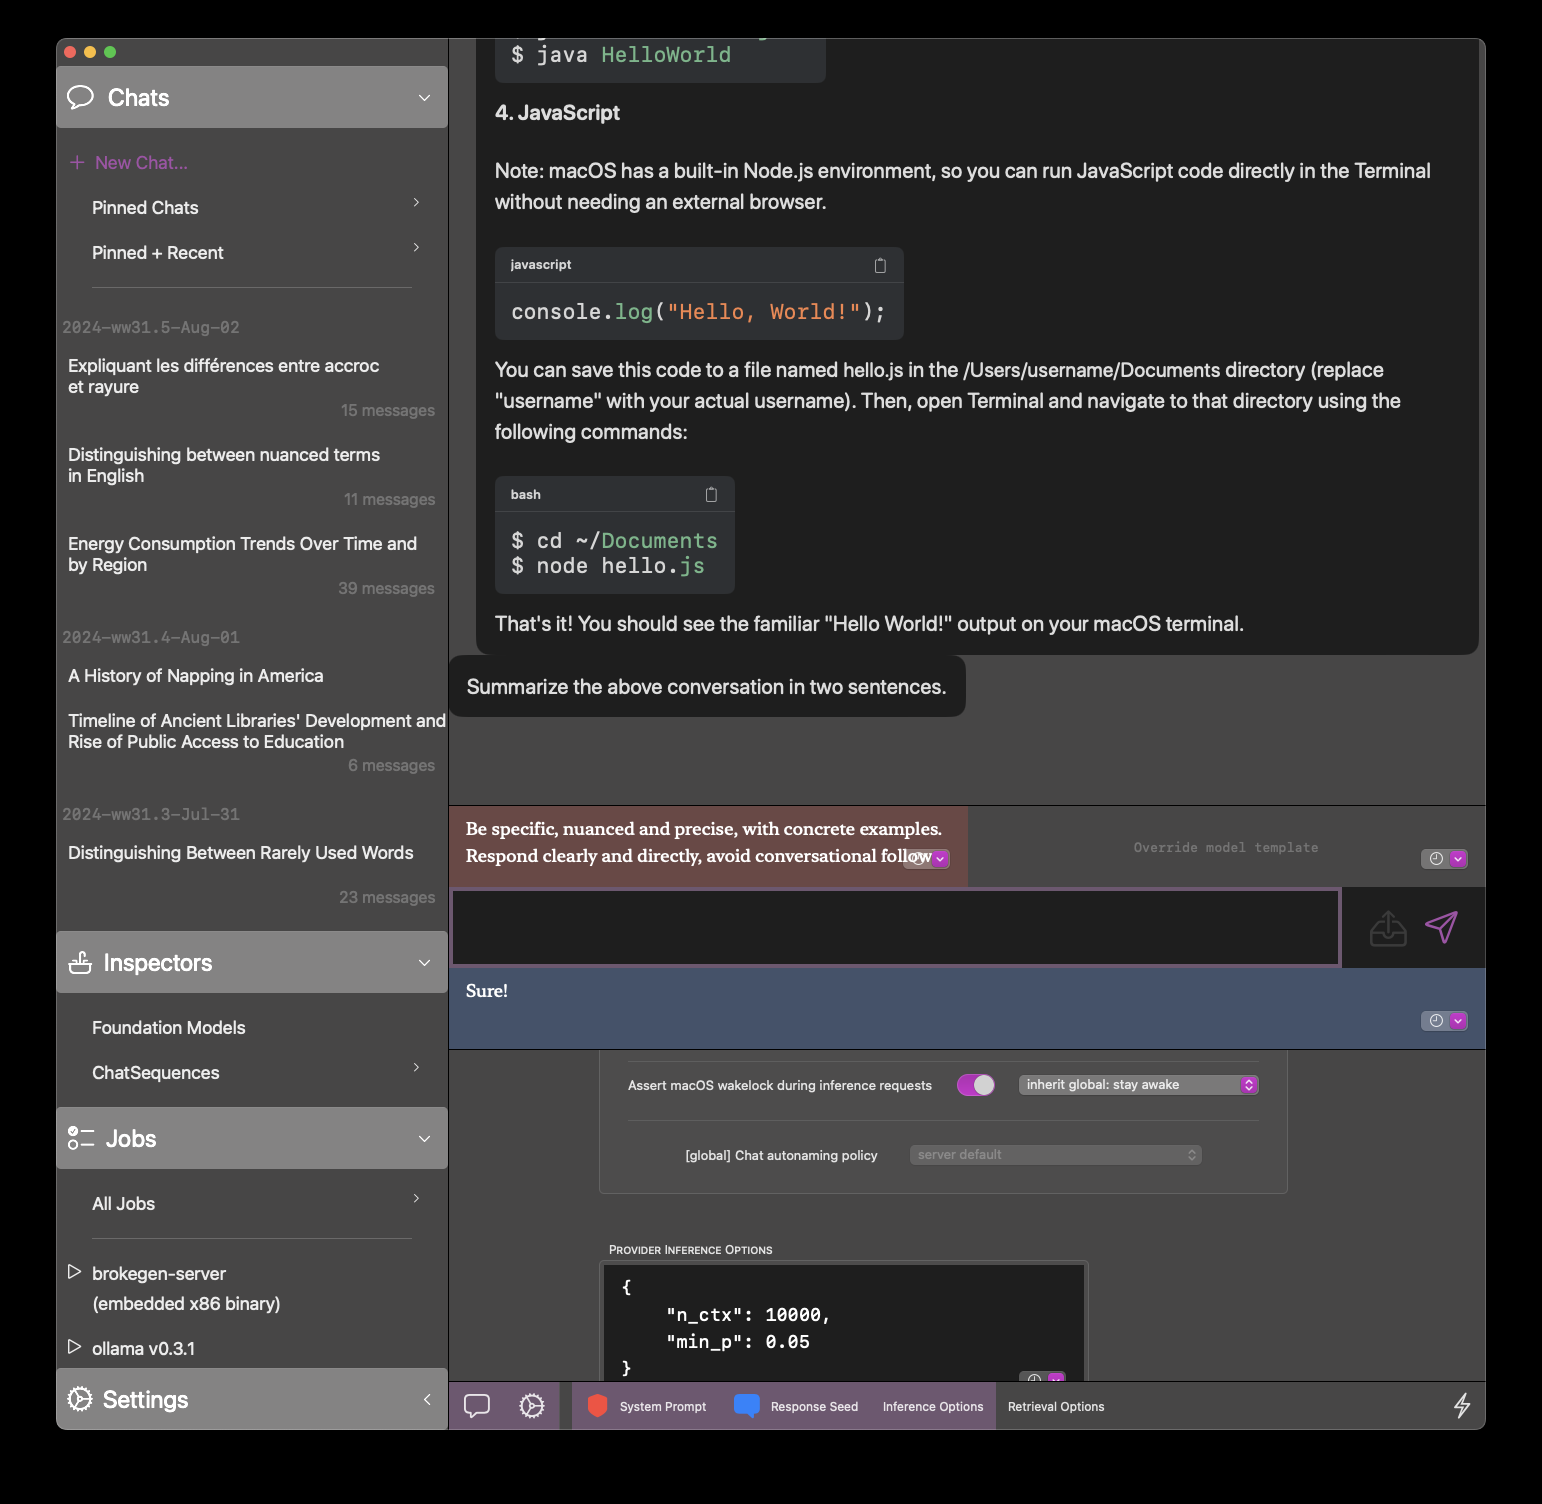 Chats
New Chat...
Pinned Chats
Pinned + Recent
2024-ww31.5-Aug-02
Expliquant les différences entre accroc
et rayure
15 messages
Distinguishing between nuanced terms
in English
11 messages
Energy Consumption Trends Over Time and
by Region
39 messages
2024-ww31.4-Aug-01
A History of Napping in America
Timeline of Ancient Libraries' Development and
Rise of Public Access to Education
6 messages
2024-ww31.3-Jul-31
Distinguishing Between Rarely Used Words
23 messages
Inspectors
Foundation Models
ChatSequences
Jobs
All Jobs
brokegen-server
(embedded x86 binary)
ollama v0.3.1
Settings
$ java HelloWorld
4. JavaScript
Note: macOS has a built-in Node.js environment, so you can run JavaScript code directly in the Terminal
without needing an external browser.
javascript
console.log("Hello, World!");
You can save this code to a file named hello.js in the /Users/username/Documents directory (replace
"username" with your actual username). Then, open Terminal and navigate to that directory using the
following commands:
bash
$ cd ~/Documents
$ node hello.js
That's it! You should see the familiar "Hello World!" output on your macOS terminal.
Summarize the above conversation in two sentences.
Be specific, nuanced and precise, with concrete examples.
Respond clearly and directly, avoid conversational follow
Override model template
Sure!
Assert macOS wakelock during inference requests
inherit global: stay awake
[global] Chat autonaming policy
server default
Provider Inference Options
{
"n_ctx": 10000,
"min_p": 0.05
}
System Prompt
Response Seed
Inference Options
Retrieval Options